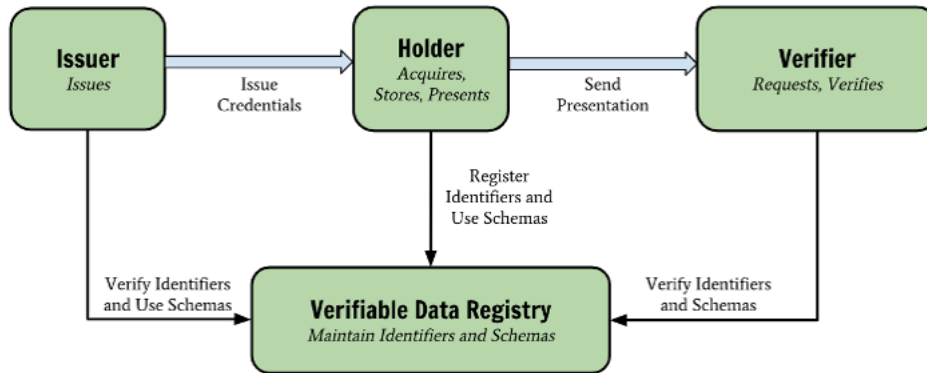 Issuer
Issues
Issue
Credentials
Holder
Acquires,
Stores, Presents
Send
Presentation
Verifier
Requests, Verifies
Register
Identifiers and
Use Schemas
Verify Identifiers
and Use Schemas
Verifiable Data Registry
Maintain Identifiers and Schemas
Verify Identifiers
and Schemas